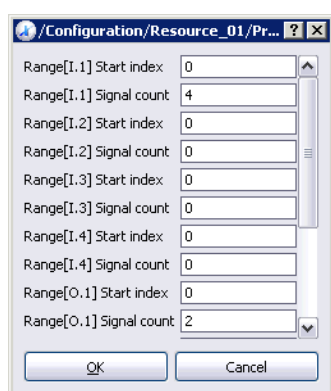 /Configuration/Resource_01/Pr...
Range[I.1] Start index 0
Range[I.1] Signal count 4
Range[I.2] Start index 0
Range[I.2] Signal count 0
Range[I.3] Start index 0
Range[I.3] Signal count 0
Range[I.4] Start index 0
Range[I.4] Signal count 0
Range[O.1] Start index 0
Range[O.1] Signal count 2
OK Cancel